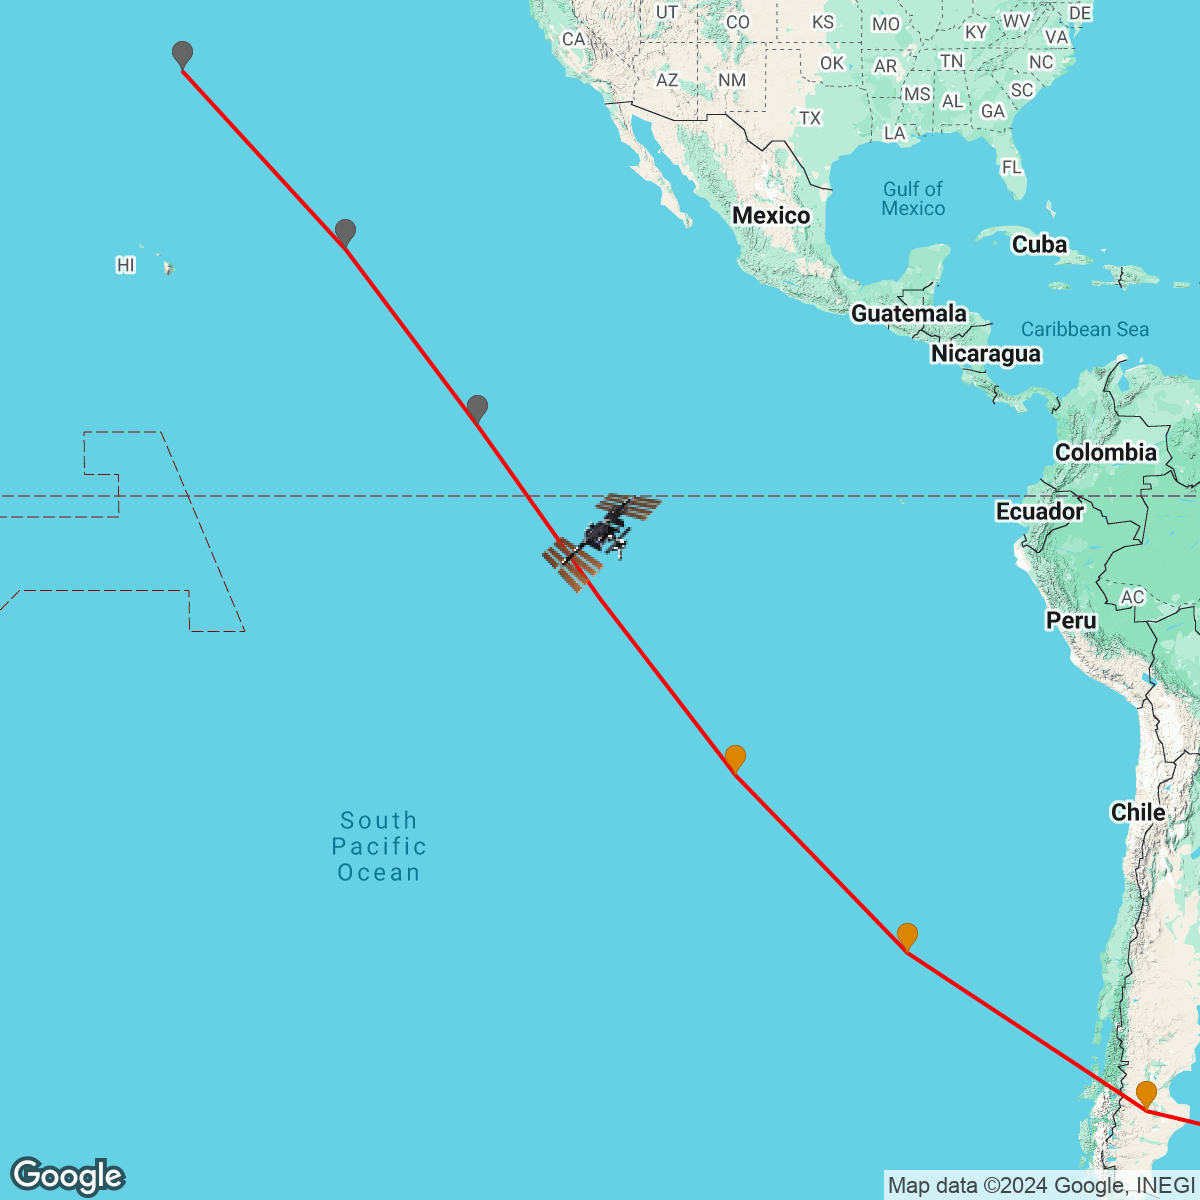 UT
CO
KS
MO
WV
DE
CA
KY
VA
AZ
NM
OK
AR
TN
NC
MS
AL
SC
GA
TX
LA
FL
Gulf of
Mexico
Mexico
Cuba
HI
Guatemala
Caribbean Sea
Nicaragua
Colombia
Ecuador
AC
Peru
Chile
South
Pacific
Ocean
Google
Map data ©2024 Google, INEGI